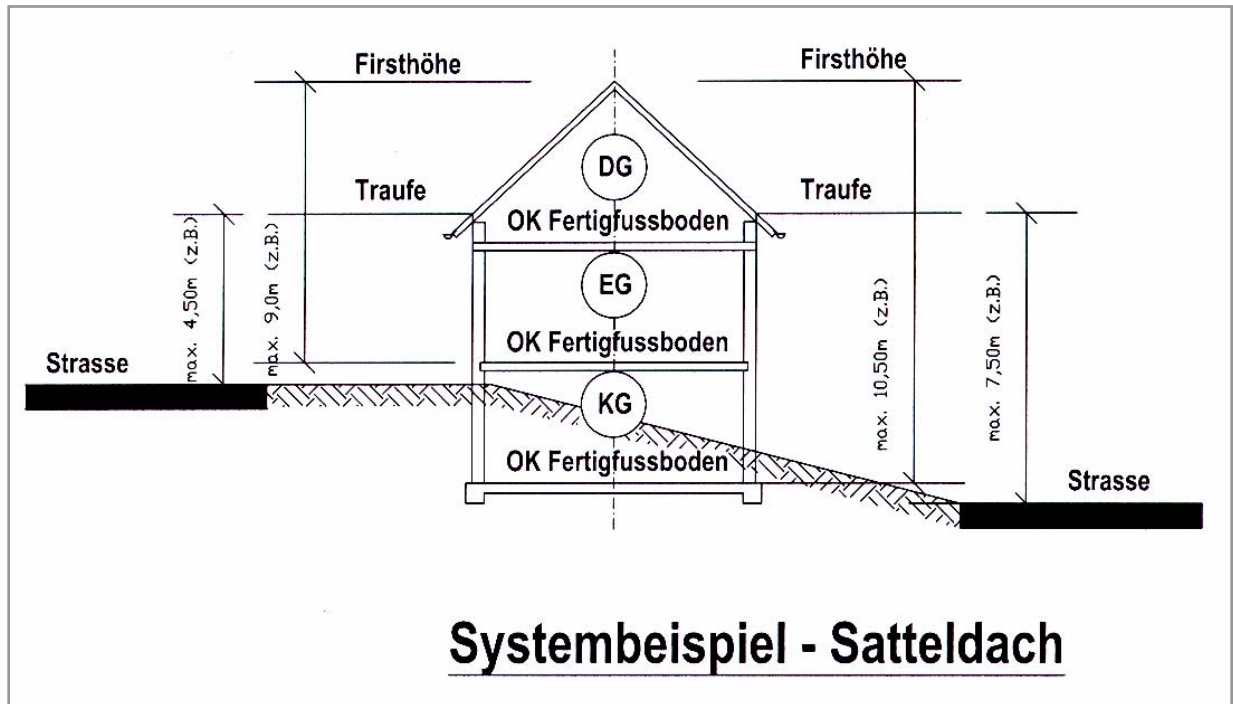 Firsthöhe
Firsthöhe
DG
Traufe
Traufe
OK Fertigfussboden
max. 4,50m (z.B.)
max. 9,0m (z.B.)
EG
max. 10,50m (z.B.)
max. 7,50m (z.B.)
OK Fertigfussboden
Strasse
KG
OK Fertigfussboden
Strasse
Systembeispiel - Satteldach